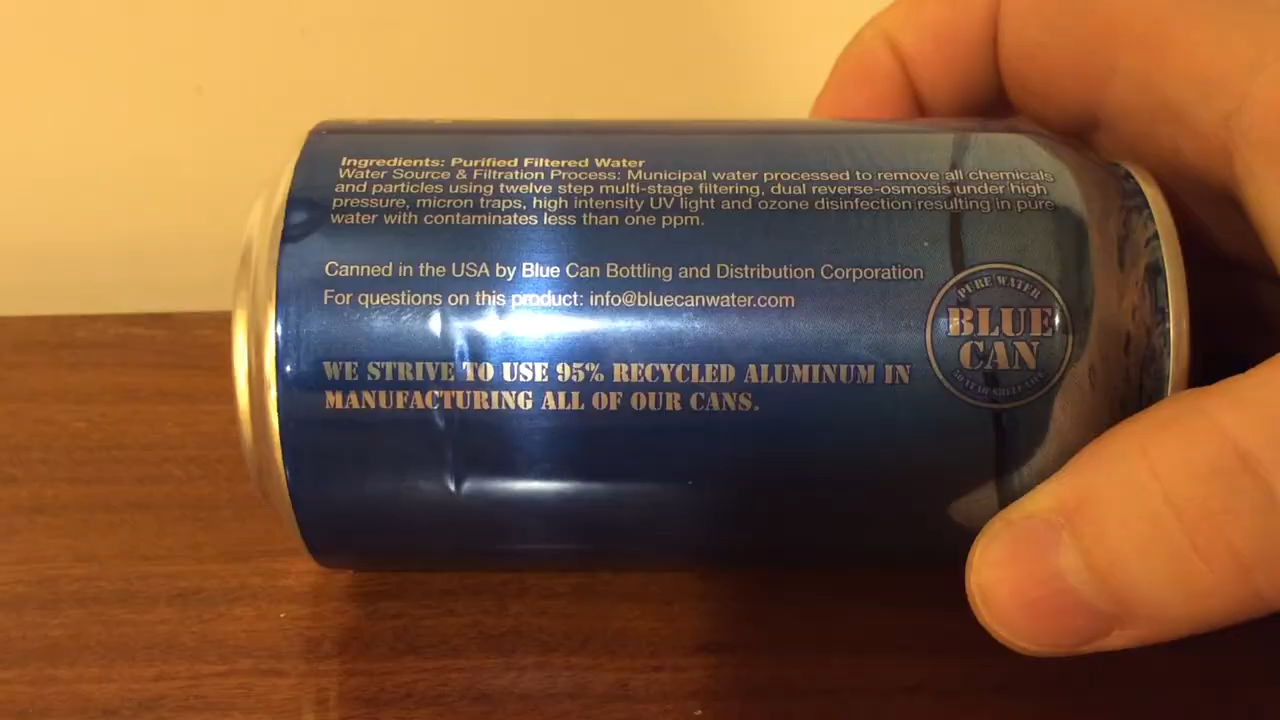 Ingredients: Purified Filtered Water
Water Source & Filtration Process: Municipal water processed to remove all chemicals
and particles using twelve step multi-stage filtering, dual reverse-osmosis under high
pressure, micron traps, high intensity UV light and ozone disinfection resulting in pure
water with contaminates less than one ppm.
Canned in the USA by Blue Can Bottling and Distribution Corporation
For questions on this product: info@bluecanwater.com
WE STRIVE TO USE 95% RECYCLED ALUMINUM IN
MANUFACTURING ALL OF OUR CANS.
PURE WATER
BLUE
CAN
50 YEAR SHELF LIFE